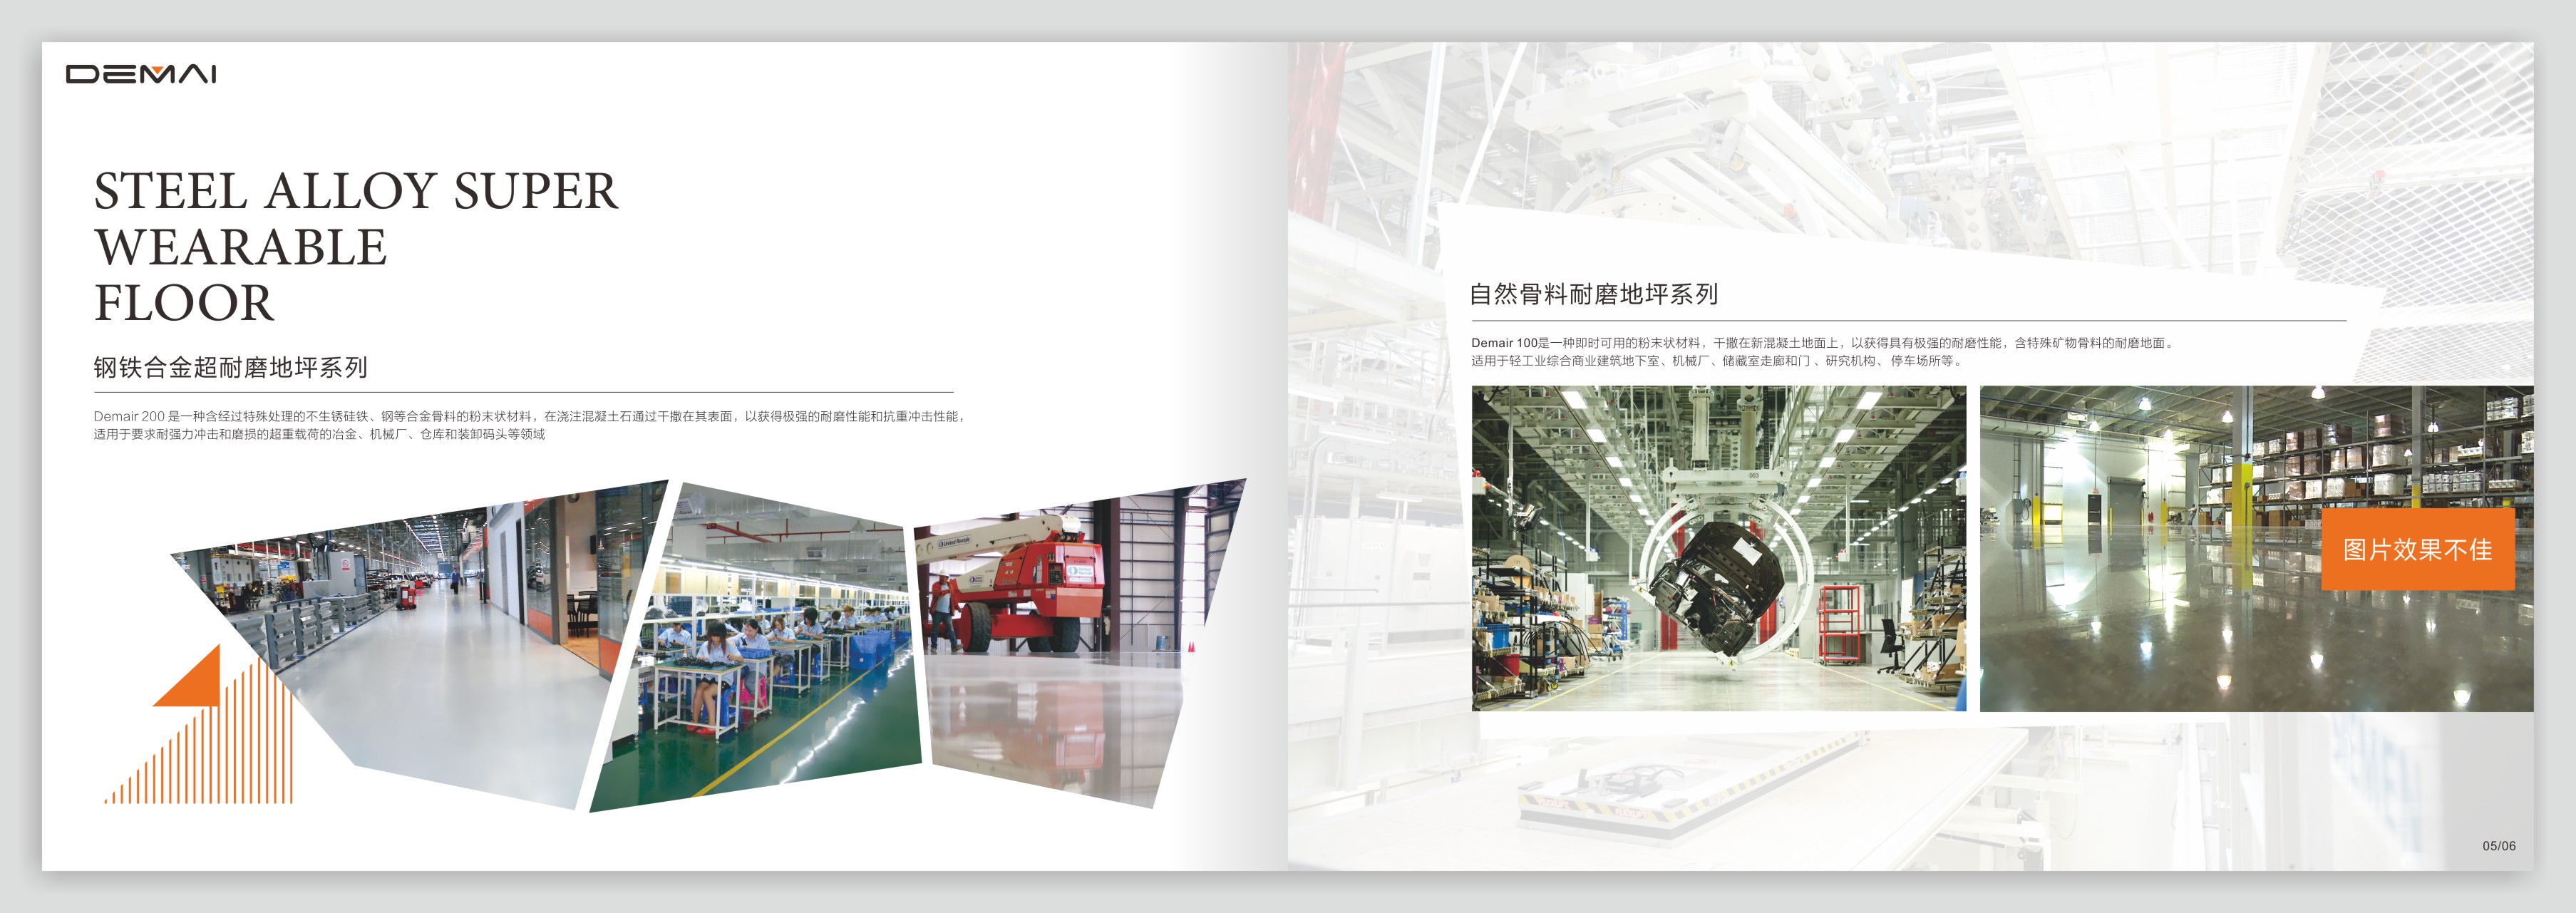 DEMAI
STEEL ALLOY SUPER
WEARABLE
FLOOR
钢铁合金超耐磨地坪系列
Demair 200 是一种含经过特殊处理的不生锈硅铁、钢等合金骨料的粉末状材料，在浇注混凝土石通过干撒在其表面，以获得极强的耐磨性能和抗重冲击性能，
适用于要求耐强力冲击和磨损的超重载荷的冶金、机械厂、仓库和装卸码头等领域
自然骨料耐磨地坪系列
Demair 100是一种即时可用的粉末状材料，干撒在新混凝土地面上，以获得具有极强的耐磨性能，含特殊矿物骨料的耐磨地面。
适用于轻工业综合商业建筑地下室、机械厂、储藏室走廊和门 、研究机构、 停车场所等。
United Rentals
图片效果不佳
05/06